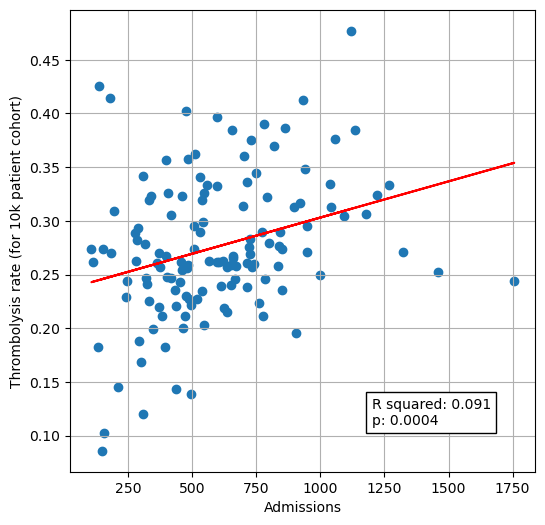 Thrombolysis rate (for 10k patient cohort)
0.45
0.40
0.35
0.30
0.25
0.20
0.15
0.10
R squared: 0.091
p: 0.0004
250 500 750 1000 1250 1500 1750
Admissions